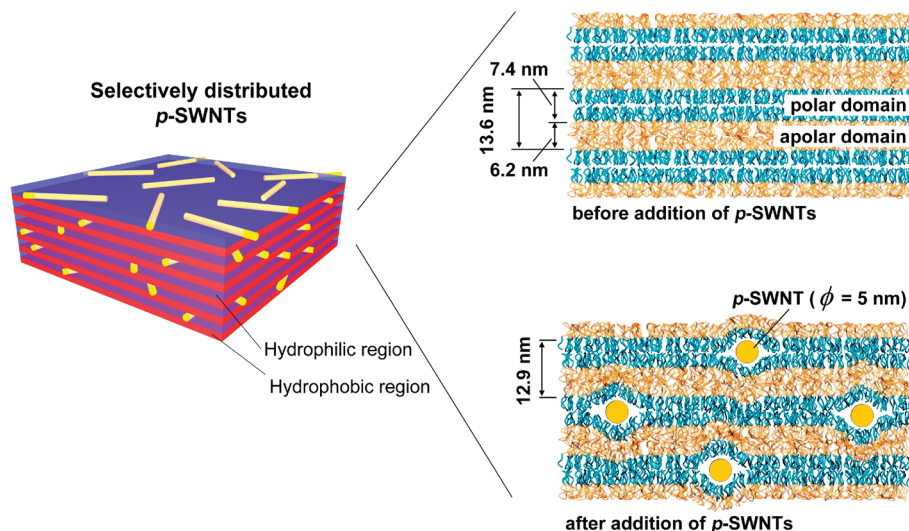 Selectively distributed
p-SWNTs
Hydrophilic region
Hydrophobic region
7.4 nm
13.6 nm
6.2 nm
polar domain
apolar domain
before addition of p-SWNTs
p-SWNT (ϕ = 5 nm)
12.9 nm
after addition of p-SWNTs